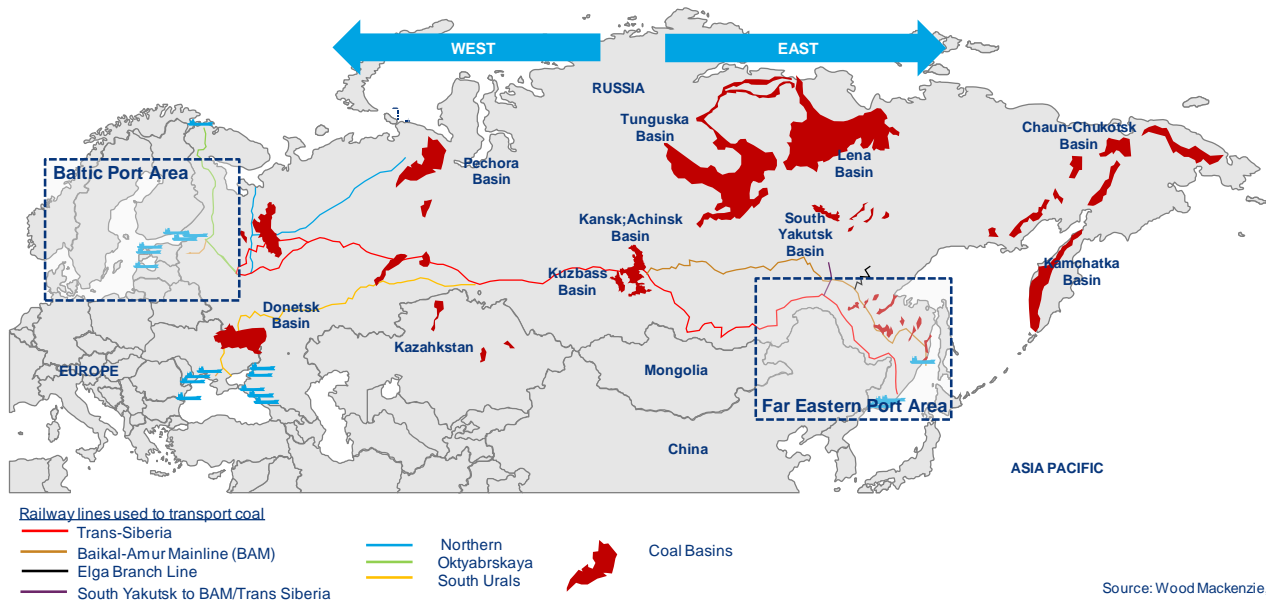 WEST
EAST
RUSSIA
Tunguska
Basin
Chaun-Chukotsk
Basin
Lena
Basin
Pechora
Basin
Baltic Port Area
Kansk;Achinsk
Basin
South
Yakutsk
Basin
Kuzbass
Basin
Kamchatka
Basin
Donetsk
Basin
Kazahkstan
EUROPE
Mongolia
Far Eastern Port Area
China
ASIA PACIFIC
Railway lines used to transport coal
Trans-Siberia
Baikal-Amur Mainline (BAM)
Elga Branch Line
South Yakutsk to BAM/Trans Siberia
Northern
Oktyabrskaya
South Urals
Coal Basins
Source: Wood Mackenzie